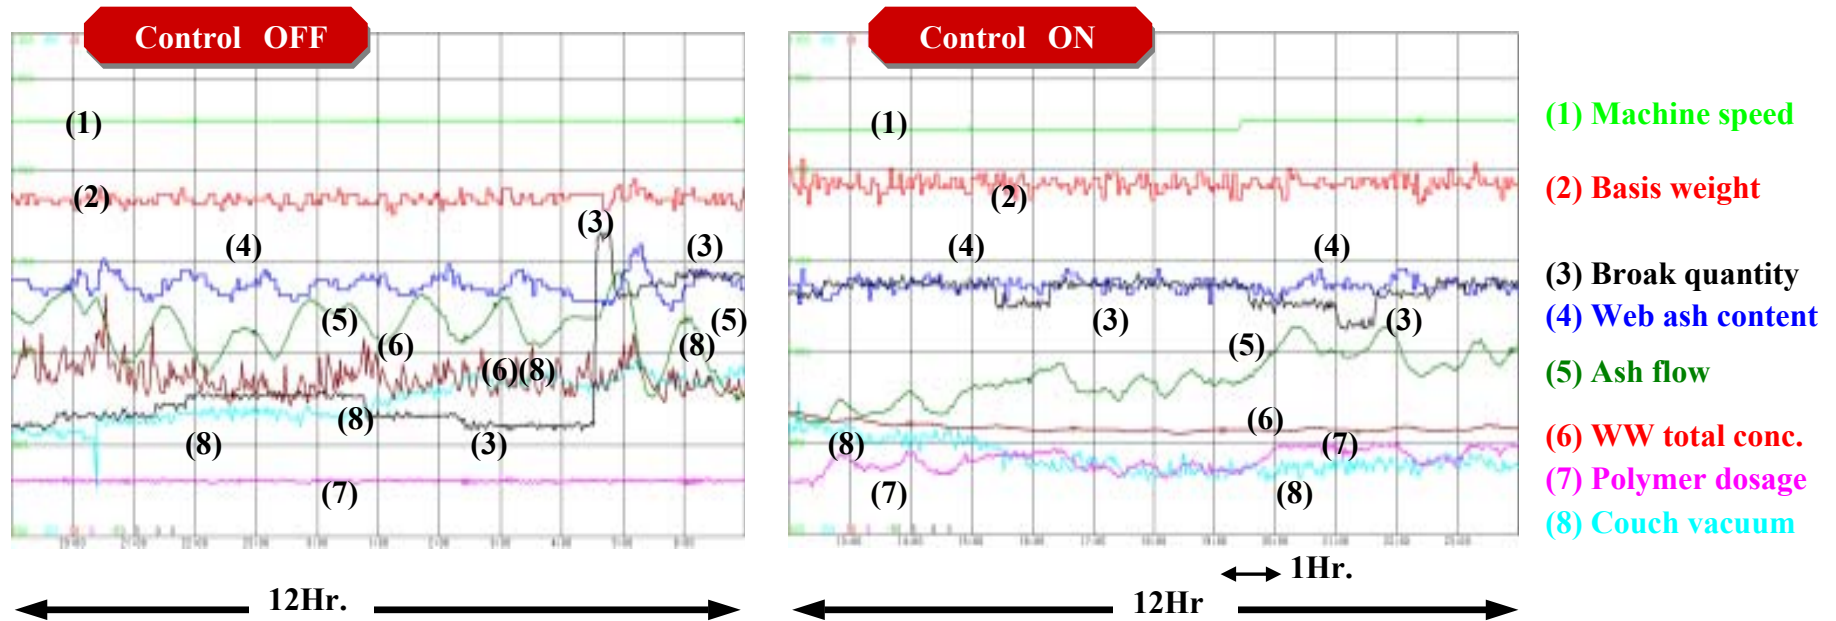 Control OFF
Control ON
(1)
(2)
(3)
(4)
(3)
(5)
(5)
(6)
(8)
(6)
(8)
(8)
(8)
(3)
(7)
(1)
(2)
(4)
(4)
(3)
(3)
(5)
(6)
(8)
(7)
(7)
(8)
(1) Machine speed
(2) Basis weight
(3) Broak quantity
(4) Web ash content
(5) Ash flow
(6) WW total conc.
(7) Polymer dosage
(8) Couch vacuum
1Hr.
12Hr.
12Hr